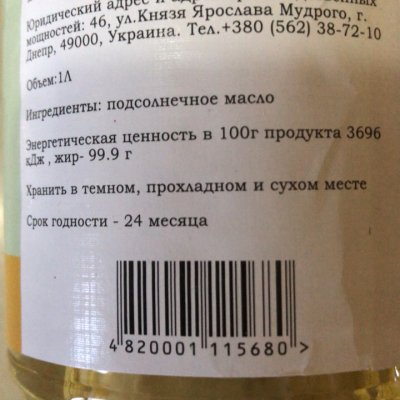 Юридический адрес и
мощностей: 46, ул.Князя Ярослава Мудрого, г.
Днепр, 49000, Украина. Тел.+380 (562) 38-72-10
Объем:1Л
Ингредиенты: подсолнечное масло
Энергетическая ценность в 100г продукта 3696
кДж , жир- 99.9 г
Хранить в темном, прохладном и сухом месте
Срок годности - 24 месяца
4 820001 115680 >